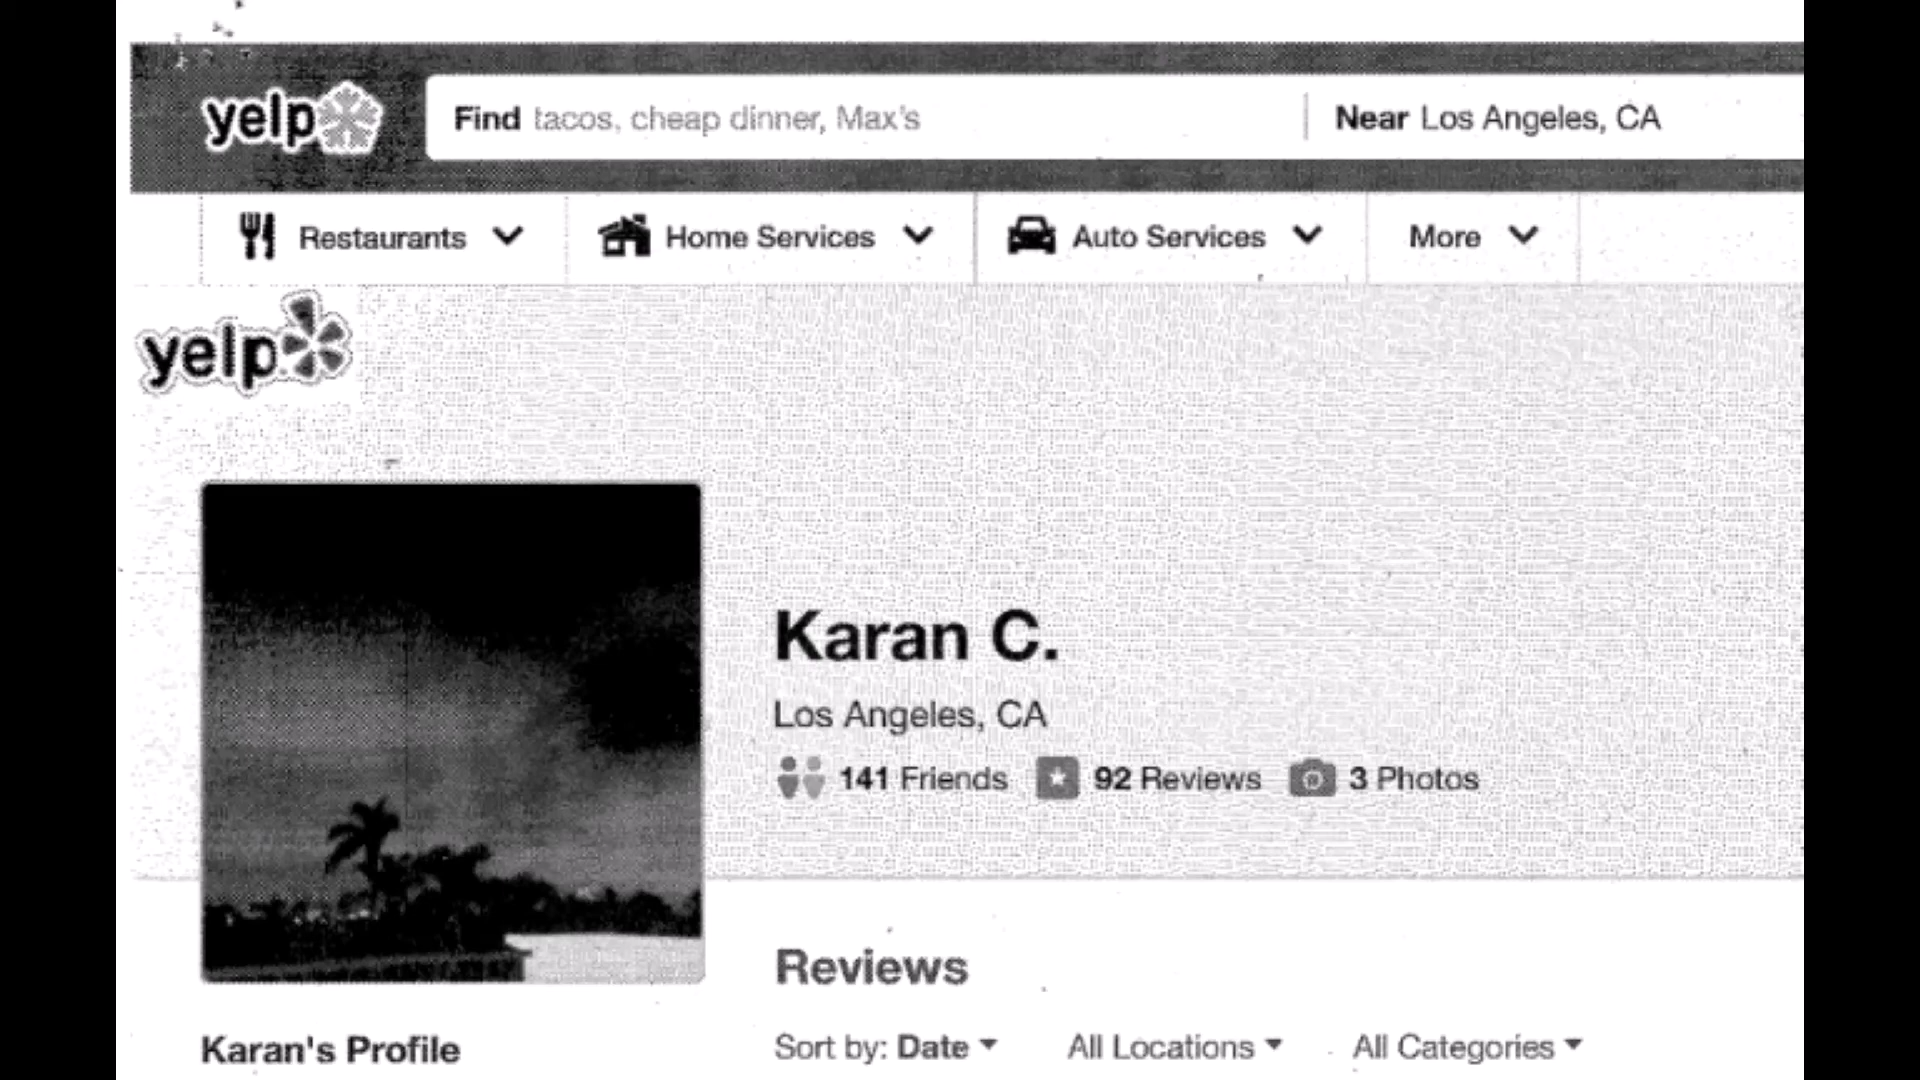 yelp
Find tacos, cheap dinner, Max's
Near Los Angeles, CA
Restaurants
Home Services
Auto Services
More
yelp
Karan C.
Los Angeles, CA
141 Friends 92 Reviews 3 Photos
Reviews
Karan's Profile
Sort by: Date
All Locations
All Categories